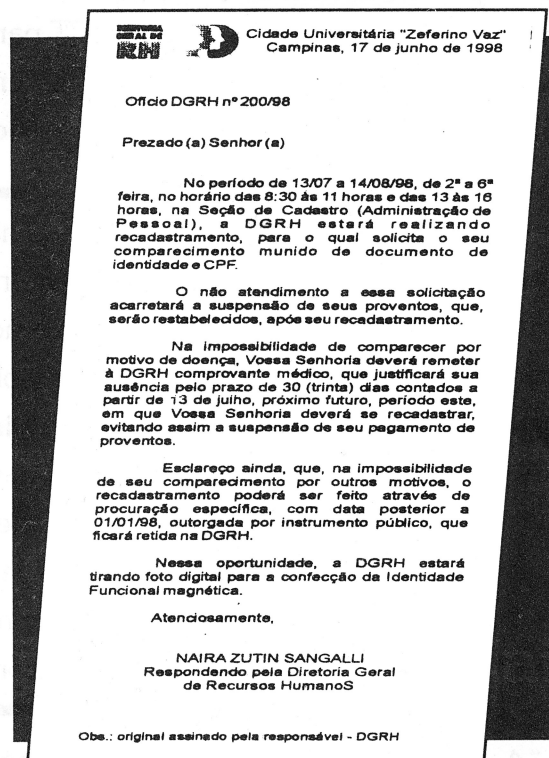 DIRETORIA
GERAL DE
RH
Cidade Universitária "Zeferino Vaz"
Campinas, 17 de junho de 1998
Ofício DGRH nº 200/98
Prezado (a) Senhor (a)
No período de 13/07 a 14/08/98, de 2ª a 6ª
feira, no horário das 8:30 às 11 horas e das 13 às 16
horas, na Seção de Cadastro (Administração de
Pessoal), a DGRH estará realizando
recadastramento, para o qual solicita o seu
comparecimento munido de documento de
identidade e CPF.
O não atendimento a essa solicitação
acarretará a suspensão de seus proventos, que,
serão restabelecidos, após seu recadastramento.
Na impossibilidade de comparecer por
motivo de doença, Vossa Senhoria deverá remeter
à DGRH comprovante médico, que justificará sua
ausência pelo prazo de 30 (trinta) dias contados a
partir de 13 de julho, próximo futuro, período este,
em que Vossa Senhoria deverá se recadastrar,
evitando assim a suspensão de seu pagamento de
proventos.
Esclareço ainda, que, na impossibilidade
de seu comparecimento por outros motivos, o
recadastramento poderá ser feito através de
procuração específica, com data posterior a
01/01/98, outorgada por instrumento público, que
ficará retida na DGRH.
Nessa oportunidade, a DGRH estará
tirando foto digital para a confecção da Identidade
Funcional magnética.
Atenciosamente,
NAIRA ZUTIN SANGALLI
Respondendo pela Diretoria Geral
de Recursos HumanoS
Obs.: original assinado pela responsável - DGRH